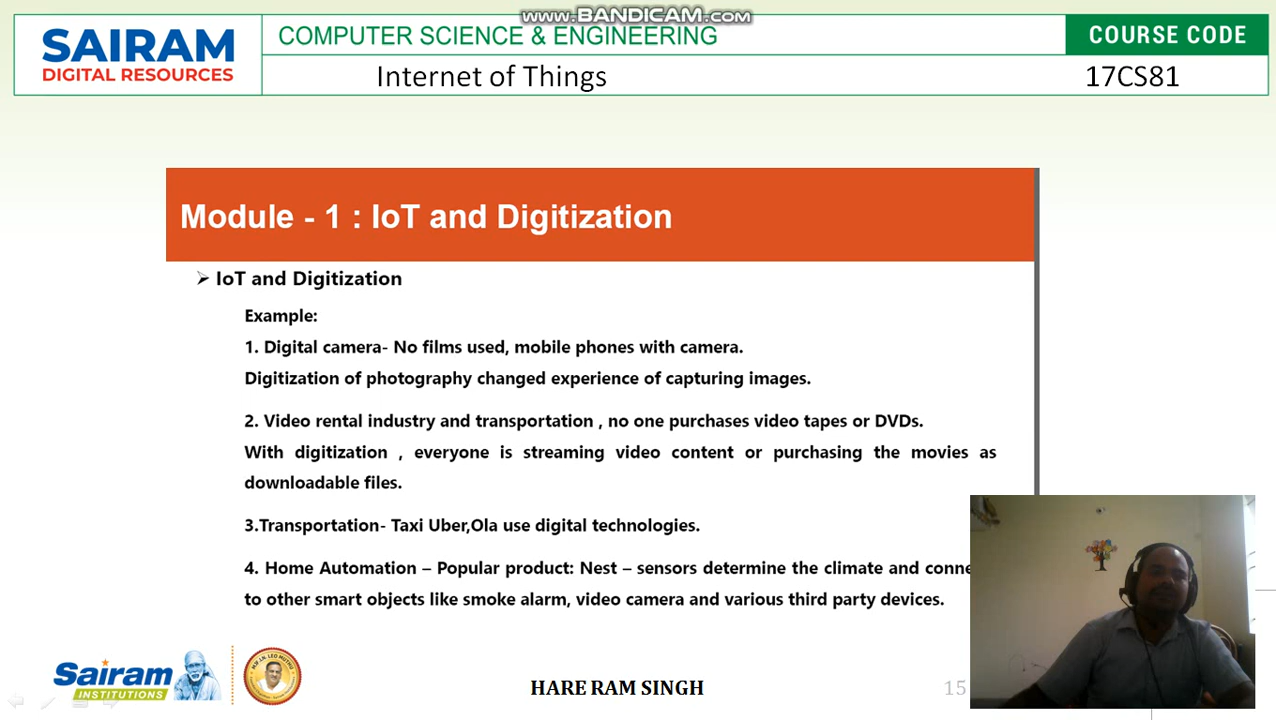 www.BANDICAM.com
SAIRAM
DIGITAL RESOURCES
COMPUTER SCIENCE & ENGINEERING
COURSE CODE
Internet of Things
17CS81
Module - 1 : IoT and Digitization
IoT and Digitization
Example:
1. Digital camera- No films used, mobile phones with camera.
Digitization of photography changed experience of capturing images.
2. Video rental industry and transportation , no one purchases video tapes or DVDs.
With digitization , everyone is streaming video content or purchasing the movies as
downloadable files.
3.Transportation- Taxi Uber,Ola use digital technologies.
4. Home Automation – Popular product: Nest – sensors determine the climate and conne
to other smart objects like smoke alarm, video camera and various third party devices.
Sairam
INSTITUTIONS
HARE RAM SINGH
15